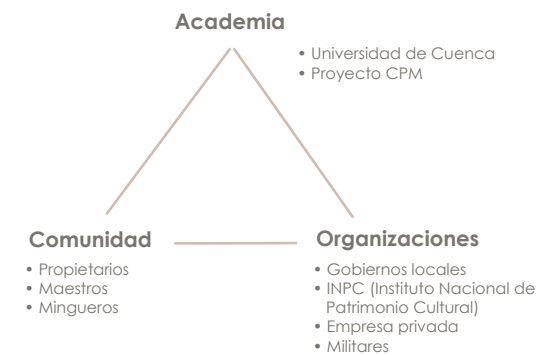 Academia
• Universidad de Cuenca
• Proyecto CPM
Comunidad
• Propietarios
• Maestros
• Mingueros
Organizaciones
• Gobiernos locales
• INPC (Instituto Nacional de
Patrimonio Cultural)
• Empresa privada
• Militares